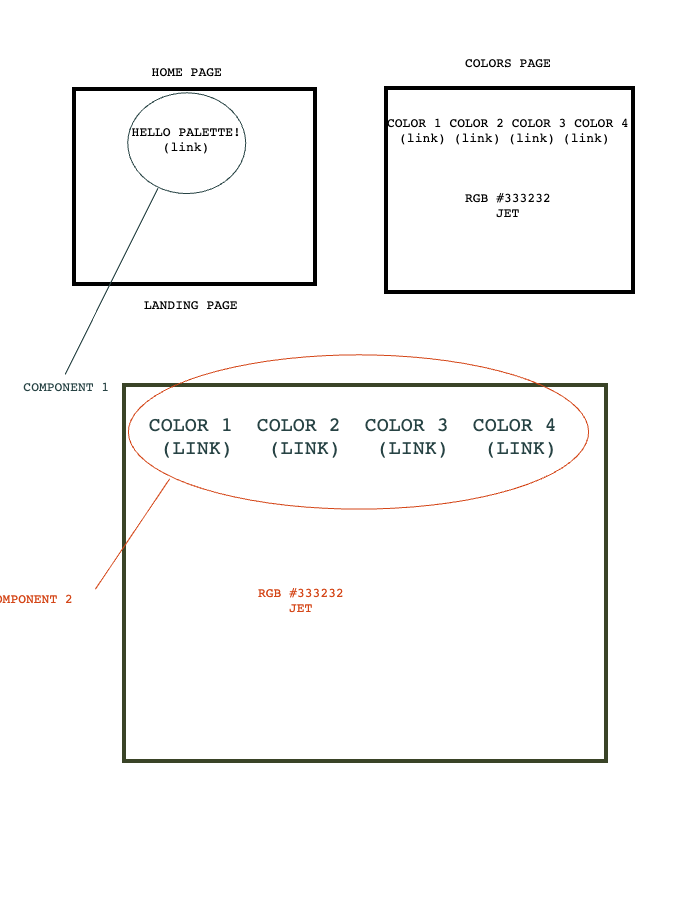 HOME PAGE
COLORS PAGE
HELLO PALETTE!
(link)
COLOR 1 COLOR 2 COLOR 3 COLOR 4
(link) (link) (link) (link)
RGB #333232
JET
LANDING PAGE
COMPONENT 1
COLOR 1 COLOR 2 COLOR 3 COLOR 4
(LINK) (LINK) (LINK) (LINK)
RGB #333232
JET
OMPONENT 2